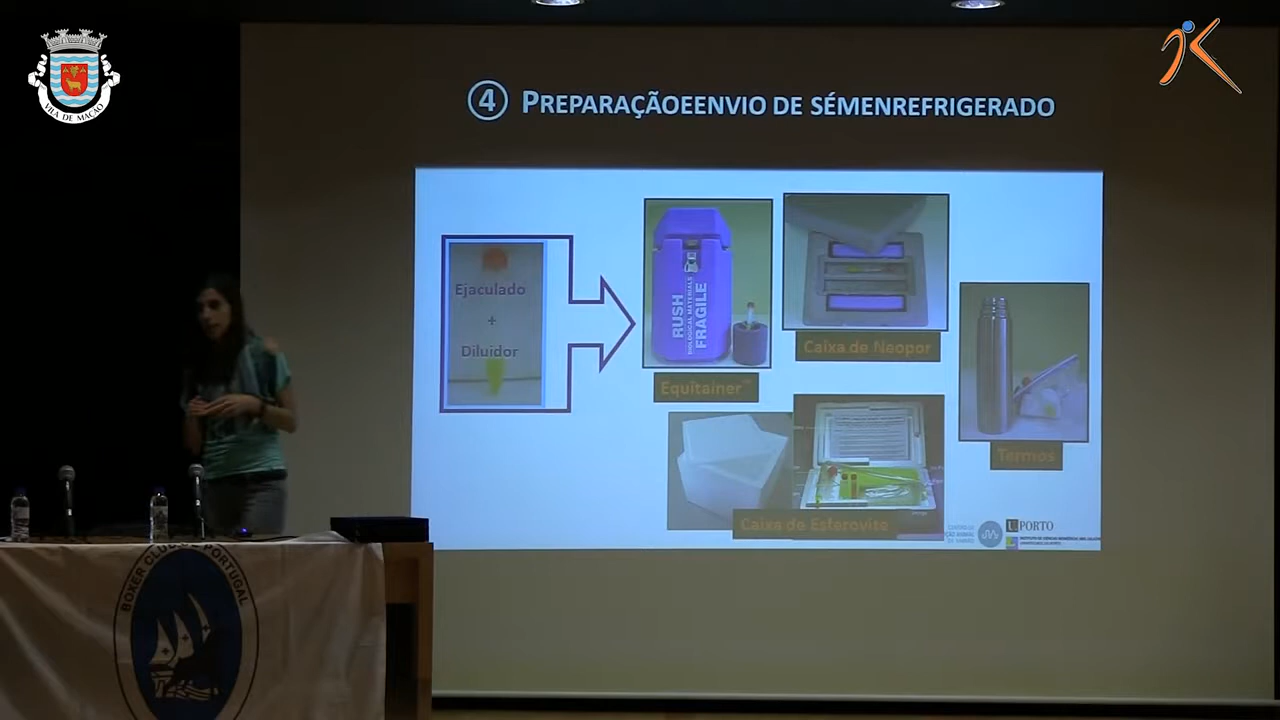 VILA DE MAÇÃO
④ PREPARAÇÃOEENVIO DE SÉMENREFRIGERADO
Ejaculado
+
Diluidor
RUSH
BIOLOGICAL MATERIALS
FRAGILE
Equitainer™
Caixa de Neopor
Termos
Caixa de Esferovite
U.PORTO
BOXER CLUBE DE PORTUGAL